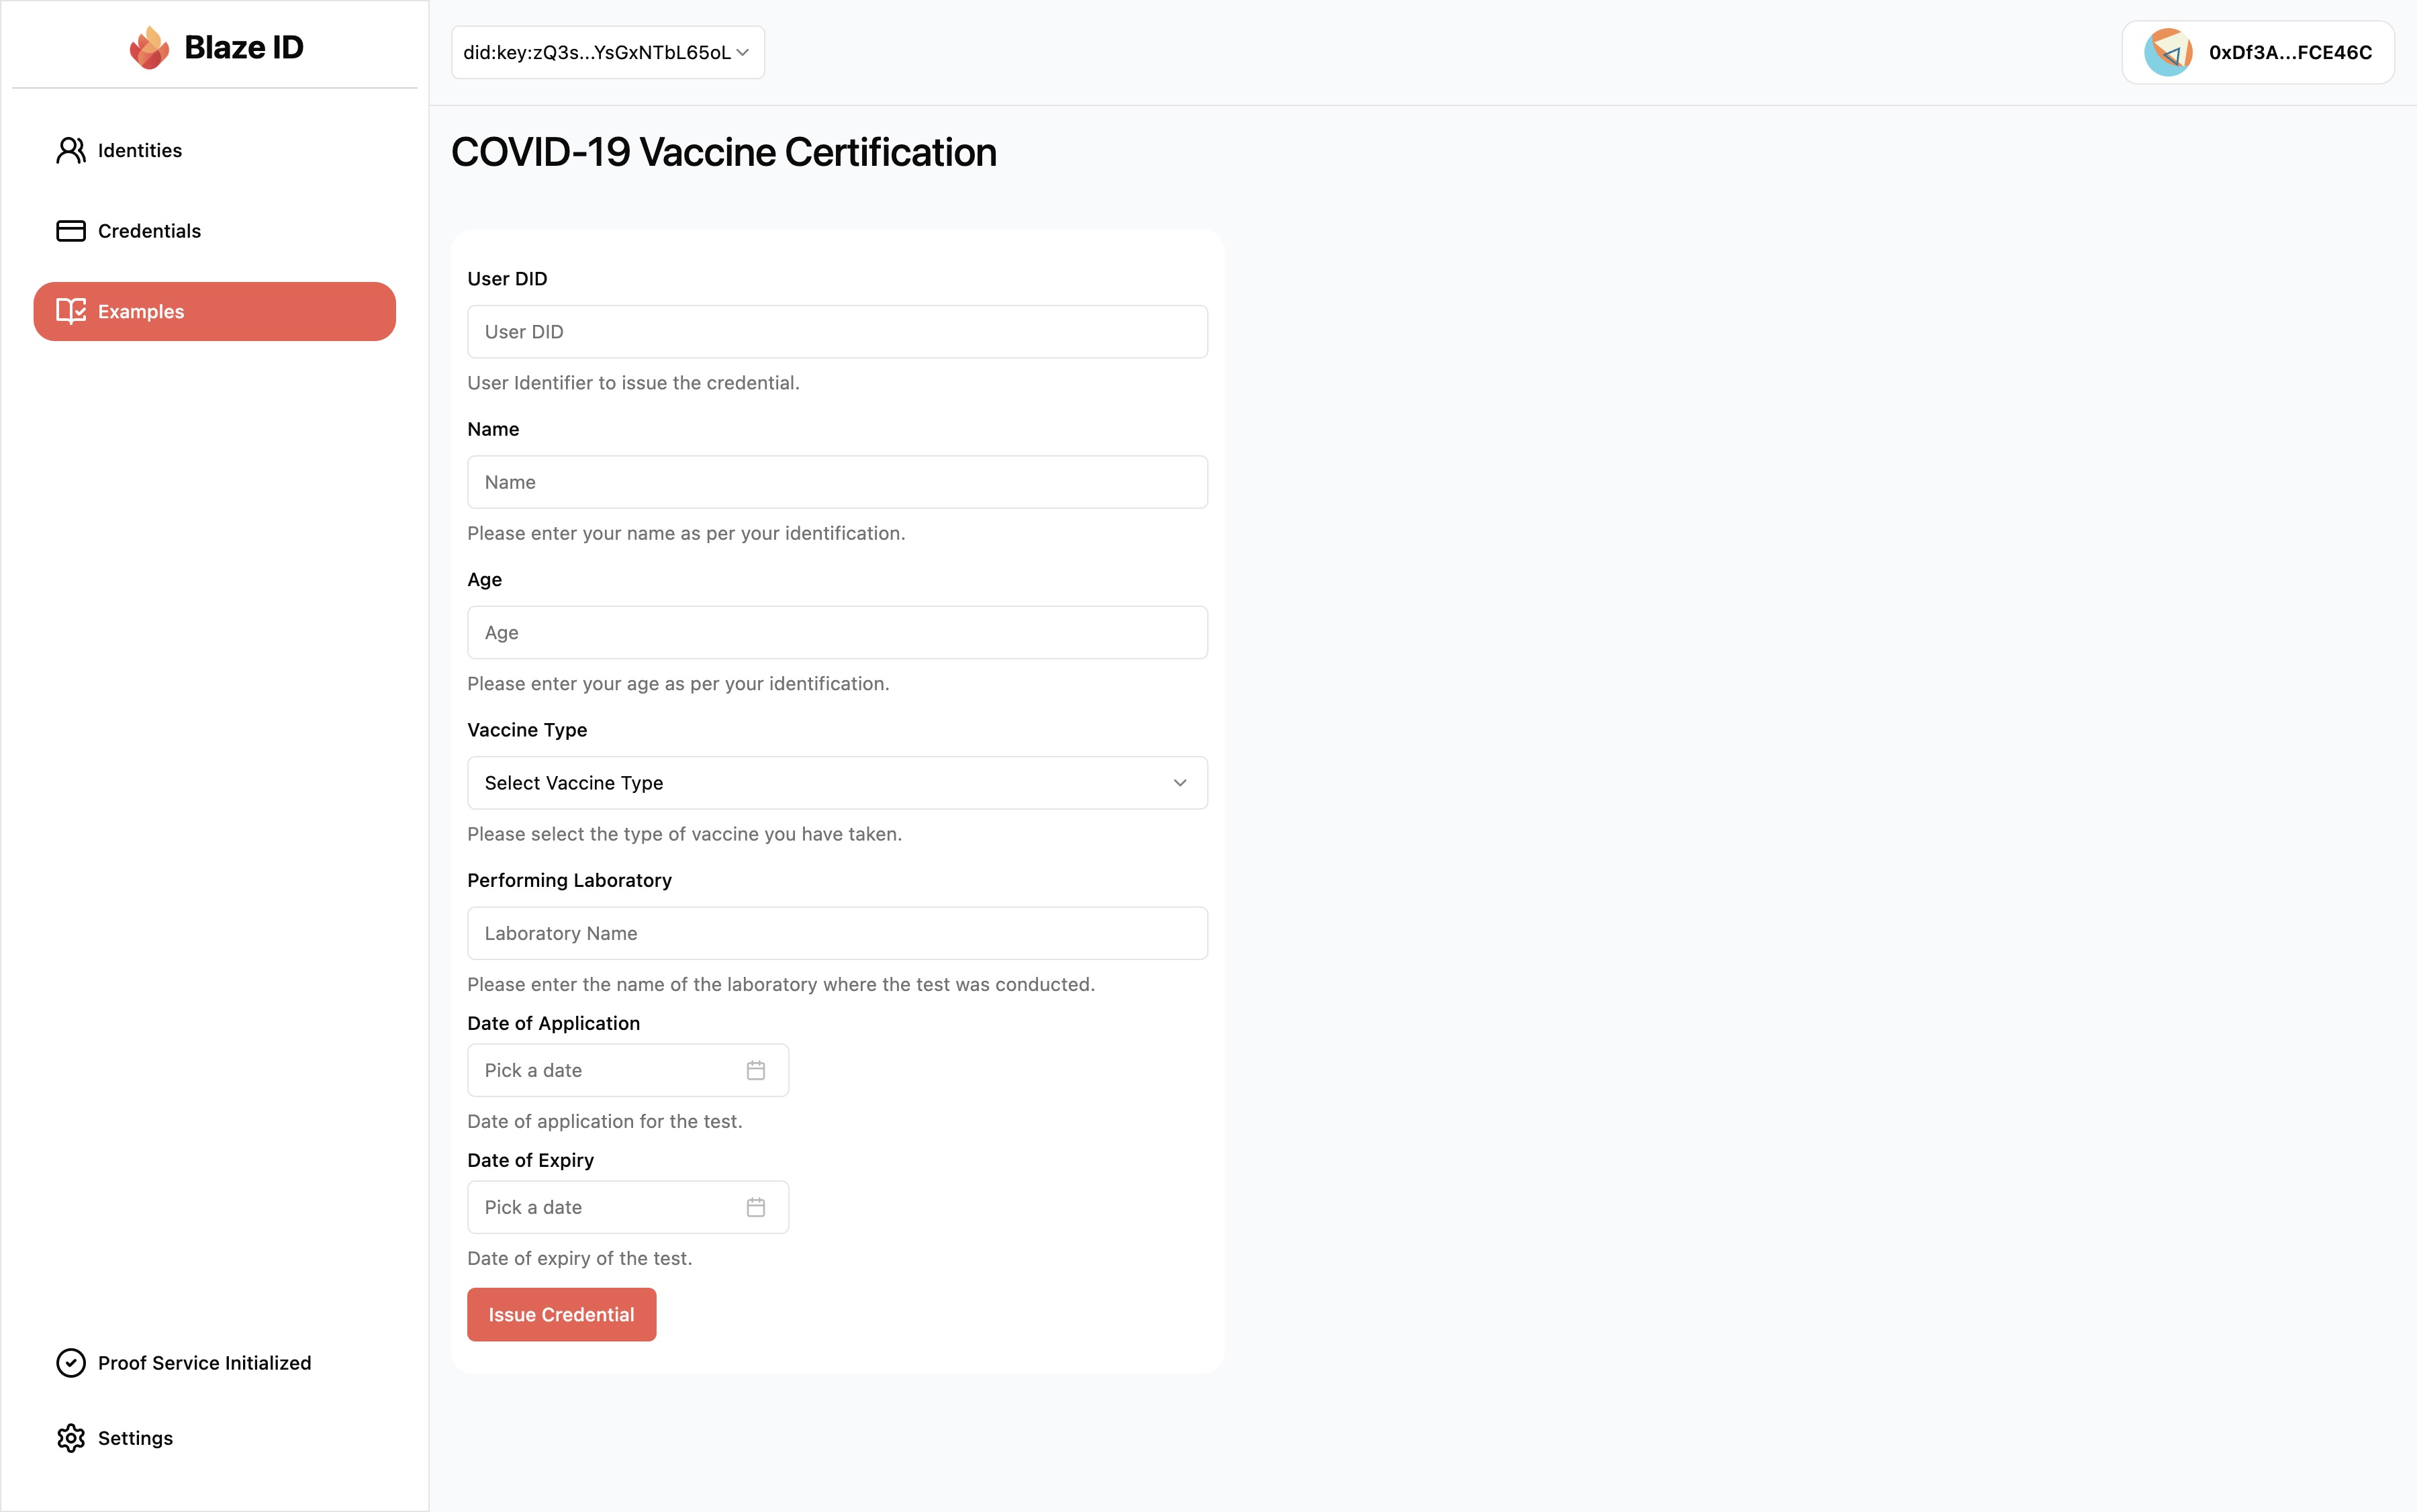 Blaze ID
did:key:zQ3s...YsGxNTbL65oL
0xDf3A...FCE46C
Identities
Credentials
Examples
Proof Service Initialized
Settings
COVID-19 Vaccine Certification
User DID
User DID
User Identifier to issue the credential.
Name
Name
Please enter your name as per your identification.
Age
Age
Please enter your age as per your identification.
Vaccine Type
Select Vaccine Type
Please select the type of vaccine you have taken.
Performing Laboratory
Laboratory Name
Please enter the name of the laboratory where the test was conducted.
Date of Application
Pick a date
Date of application for the test.
Date of Expiry
Pick a date
Date of expiry of the test.
Issue Credential